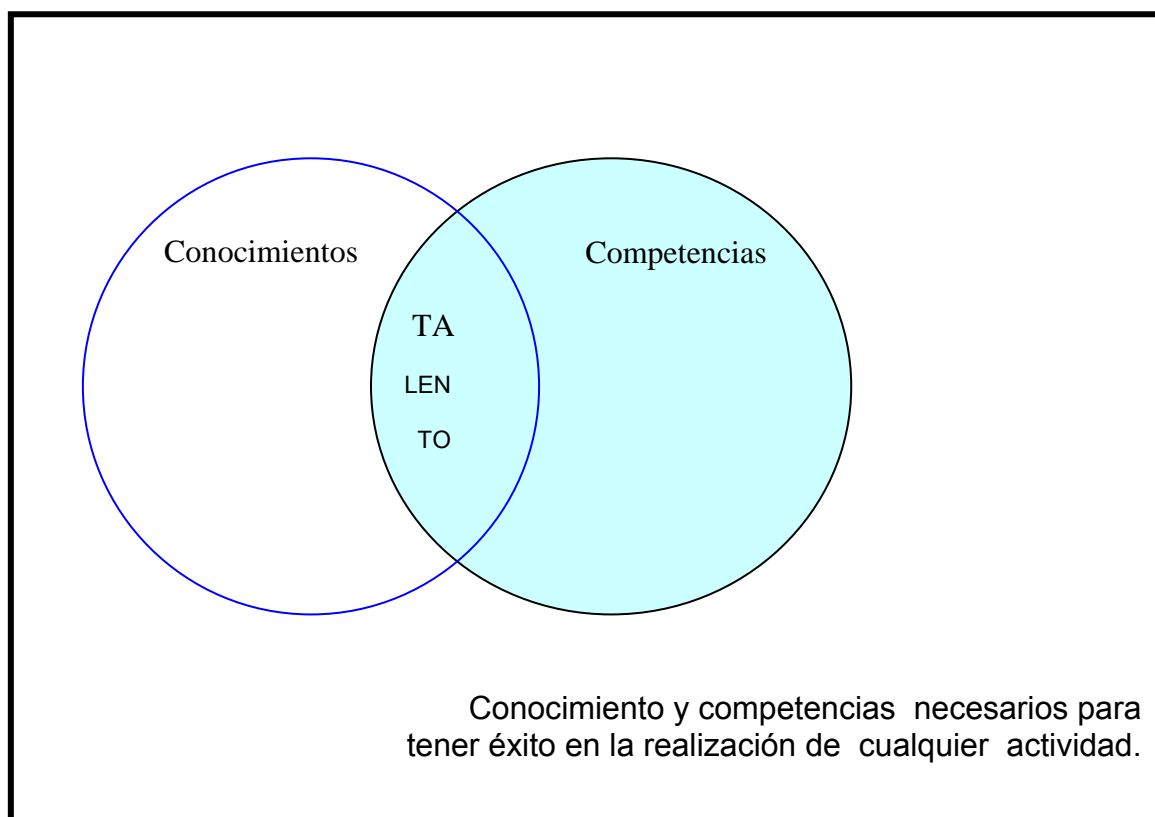 Conocimientos
Competencias
TA
LEN
TO
Conocimiento y competencias necesarios para
tener éxito en la realización de cualquier actividad.